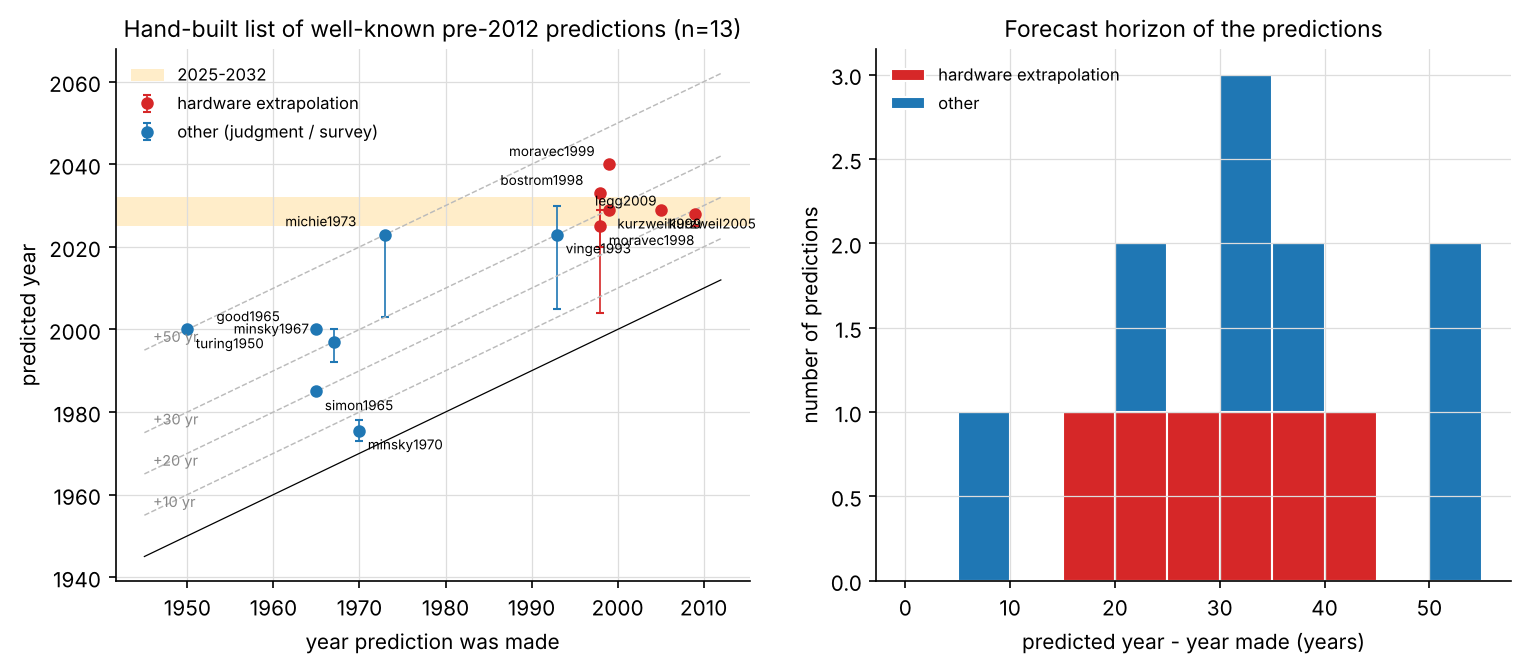 Hand-built list of well-known pre-2012 predictions (n=13)
2025-2032
hardware extrapolation
other (judgment / survey)
predicted year
2060
2040
2020
2000
1980
1960
1940
moravec1999
bostrom1998
legg2009
michie1973
kurzweil1999
kurzweil2005
moravec1998
vinge1993
good1965
minsky1967
+50 yr
turing1950
simon1965
+30 yr
minsky1970
+20 yr
+10 yr
1950
1960
1970
1980
1990
2000
2010
year prediction was made
Forecast horizon of the predictions
hardware extrapolation
other
number of predictions
3.0
2.5
2.0
1.5
1.0
0.5
0.0
0
10
20
30
40
50
predicted year - year made (years)